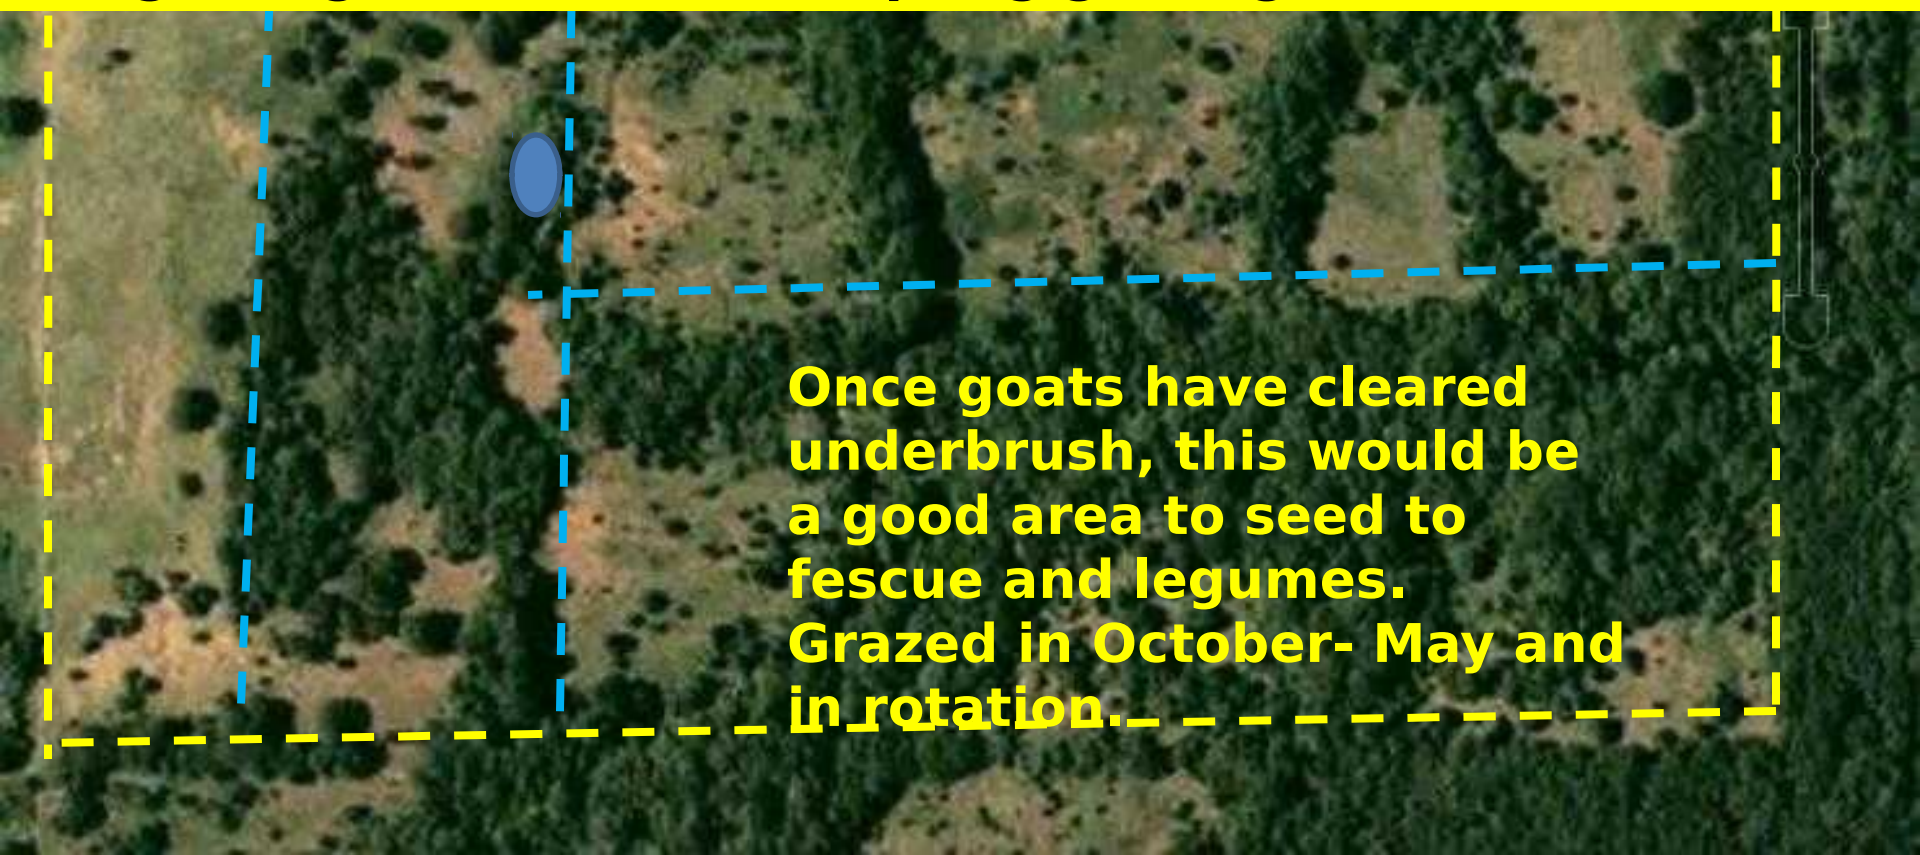 Once goats have cleared
underbrush, this would be
a good area to seed to
fescue and legumes.
Grazed in October- May and
in rotation.